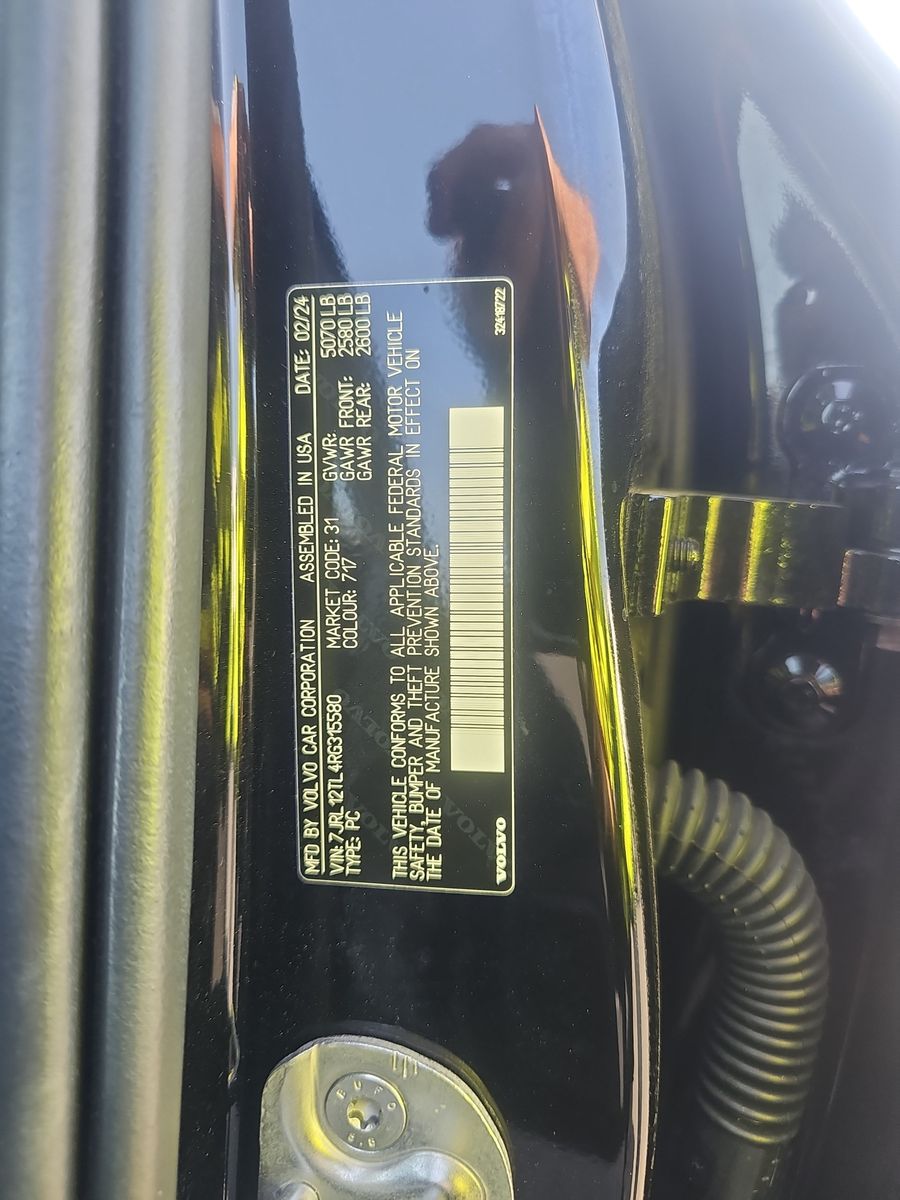 MFD BY VOLVO CAR CORPORATION ASSEMBLED IN USA DATE: 02/24
VIN: 7JRL12TL4RG315580 MARKET CODE: 31 GVWR: 5070 LB
TYPE: PC COLOUR: 717 GAWR FRONT: 2580 LB
GAWR REAR: 2600 LB
THIS VEHICLE CONFORMS TO ALL APPLICABLE FEDERAL MOTOR VEHICLE
SAFETY, BUMPER AND THEFT PREVENTION STANDARDS IN EFFECT ON
THE DATE OF MANUFACTURE SHOWN ABOVE.
VOLVO 32418722